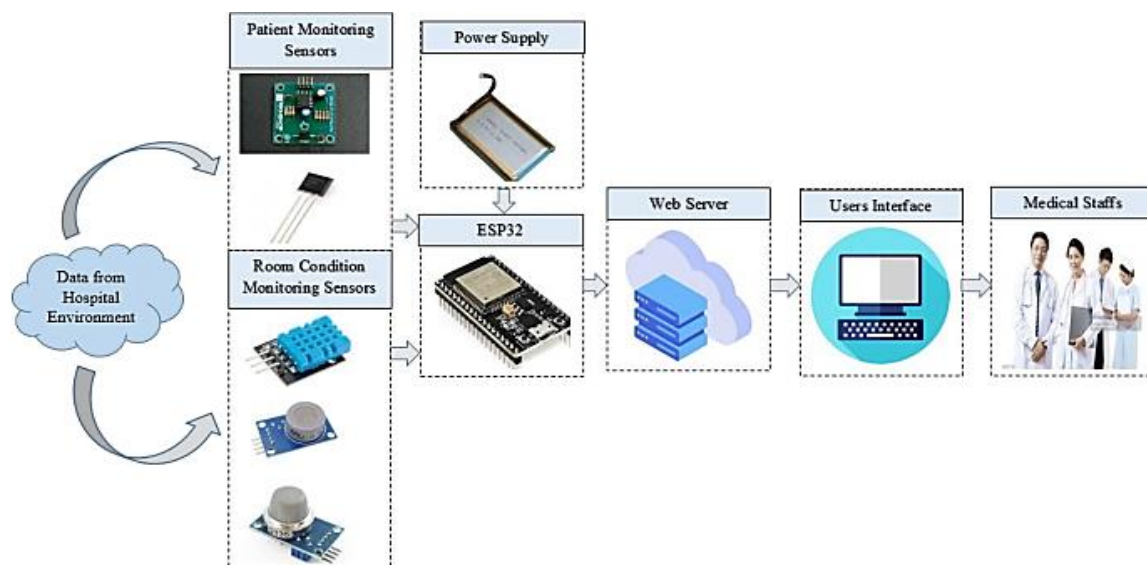 Patient Monitoring
Sensors
Power Supply
Web Server
Users Interface
Medical Staffs
ESP32
Data from
Hospital
Environment
Room Condition
Monitoring Sensors